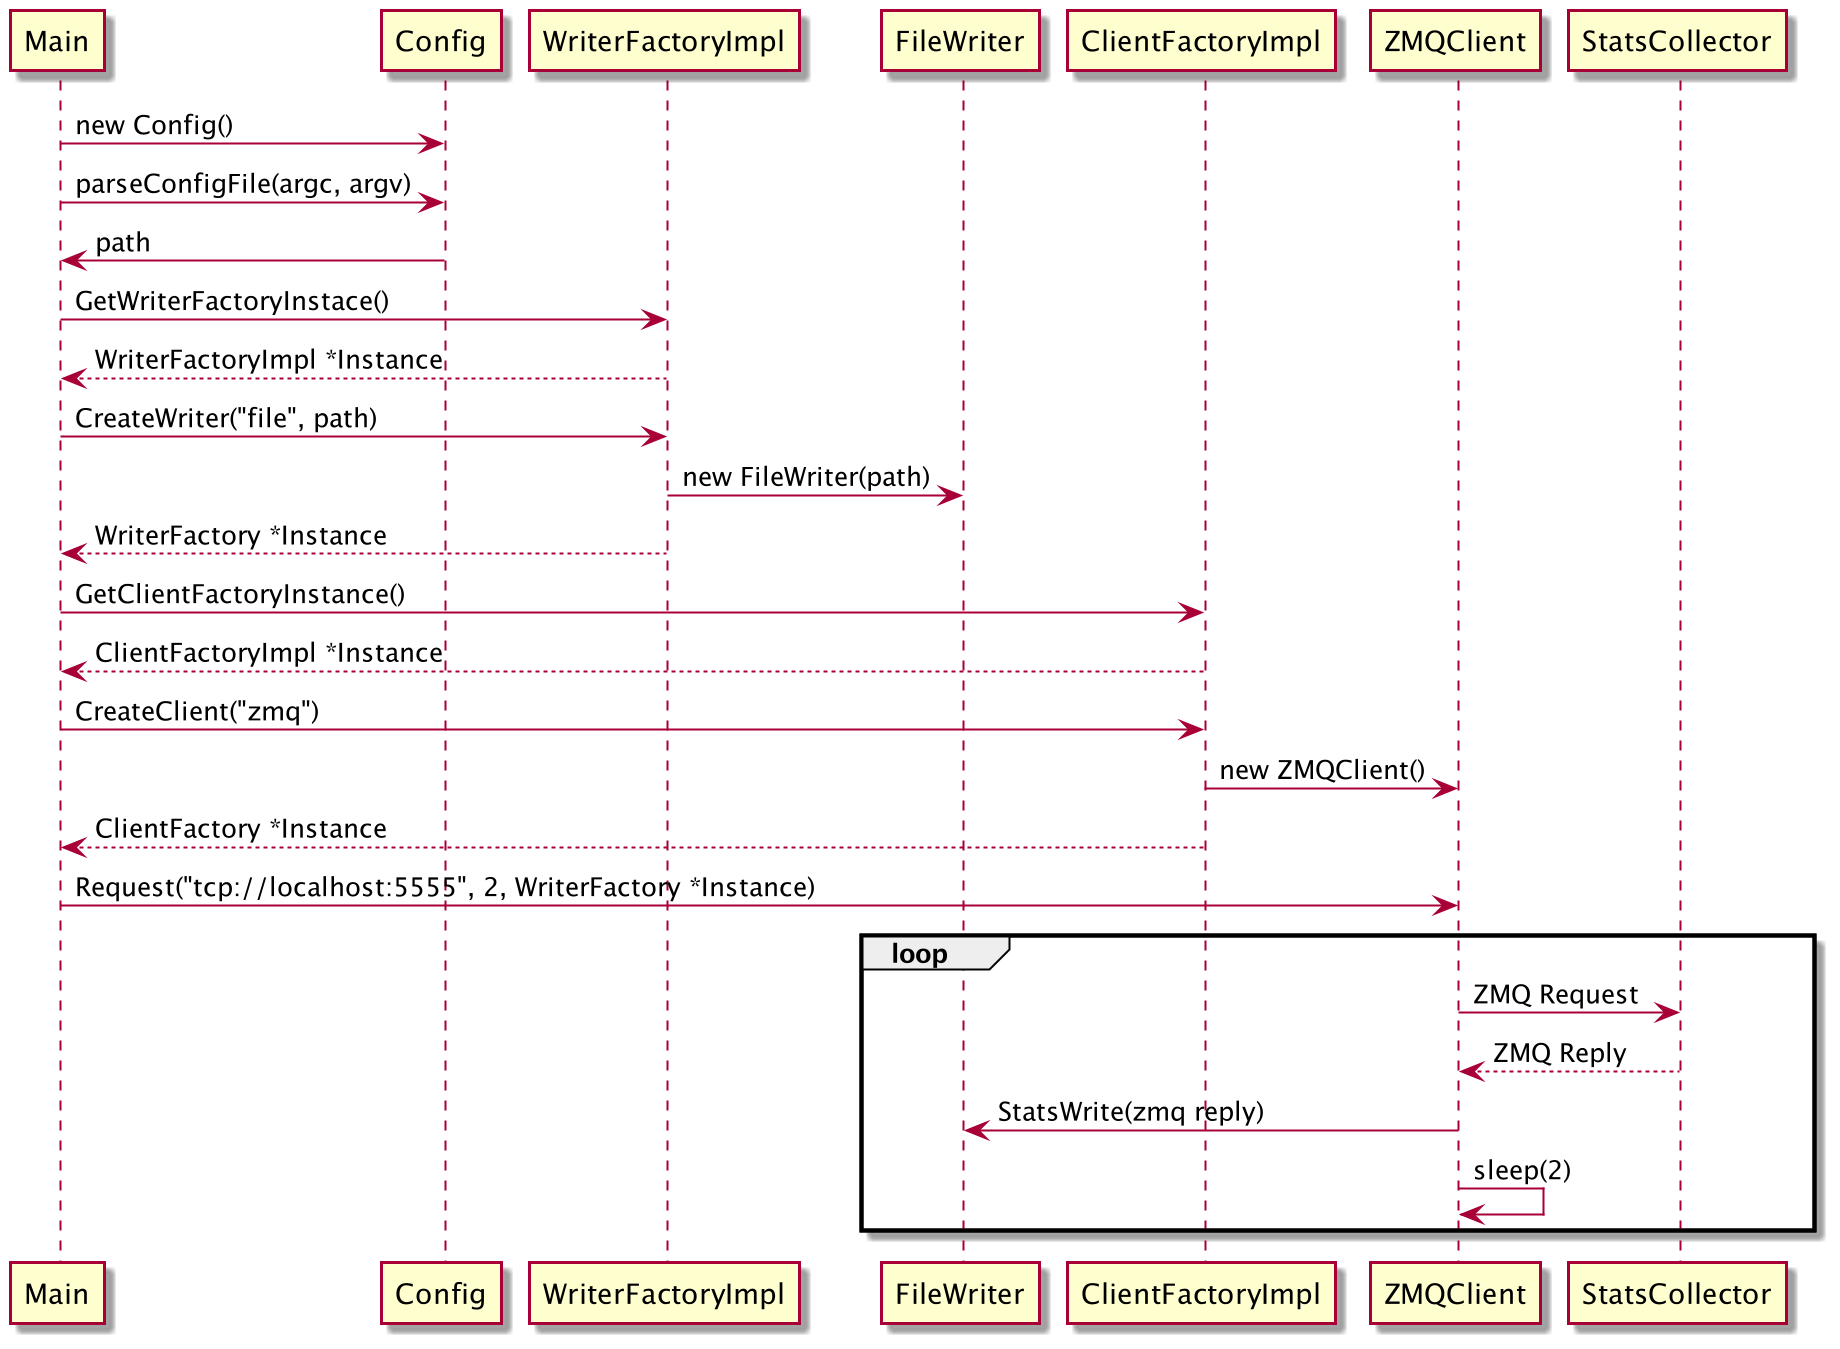 Main Config WriterFactoryImpl FileWriter ClientFactoryImpl ZMQClient StatsCollector
new Config()
parseConfigFile(argc, argv)
path
GetWriterFactoryInstace()
WriterFactoryImpl *Instance
CreateWriter("file", path)
new FileWriter(path)
WriterFactory *Instance
GetClientFactoryInstance()
ClientFactoryImpl *Instance
CreateClient("zmq")
new ZMQClient()
ClientFactory *Instance
Request("tcp://localhost:5555", 2, WriterFactory *Instance)
loop
ZMQ Request
ZMQ Reply
StatsWrite(zmq reply)
sleep(2)
Main Config WriterFactoryImpl FileWriter ClientFactoryImpl ZMQClient StatsCollector